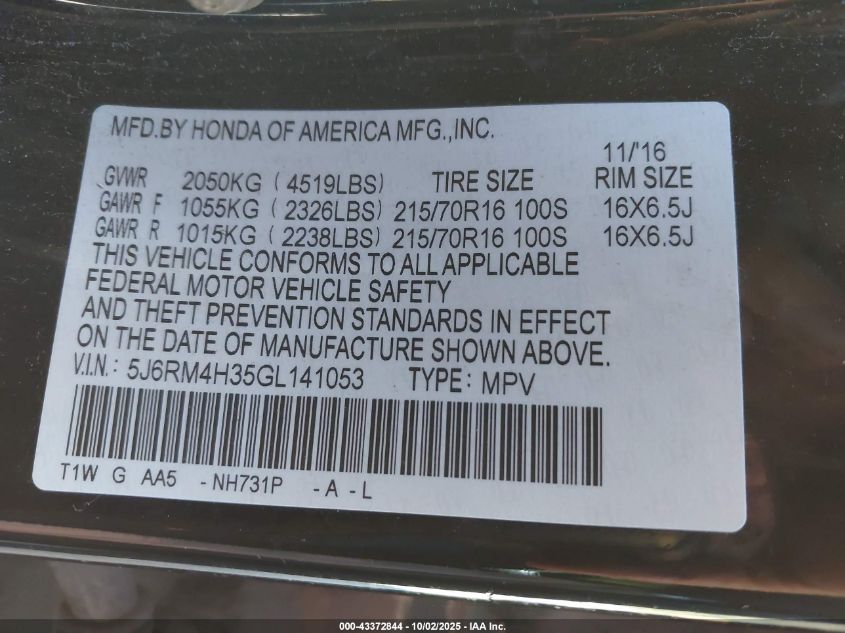 MFD.BY HONDA OF AMERICA MFG.,INC.
11/'16
GVWR 2050KG ( 4519LBS) TIRE SIZE RIM SIZE
GAWR F 1055KG ( 2326LBS) 215/70R16 100S 16X6.5J
GAWR R 1015KG ( 2238LBS) 215/70R16 100S 16X6.5J
THIS VEHICLE CONFORMS TO ALL APPLICABLE
FEDERAL MOTOR VEHICLE SAFETY
AND THEFT PREVENTION STANDARDS IN EFFECT
ON THE DATE OF MANUFACTURE SHOWN ABOVE.
V.I.N.: 5J6RM4H35GL141053 TYPE: MPV
T1W G AA5 -NH731P -A -L
000-43372844 - 10/02/2025 - IAA Inc.